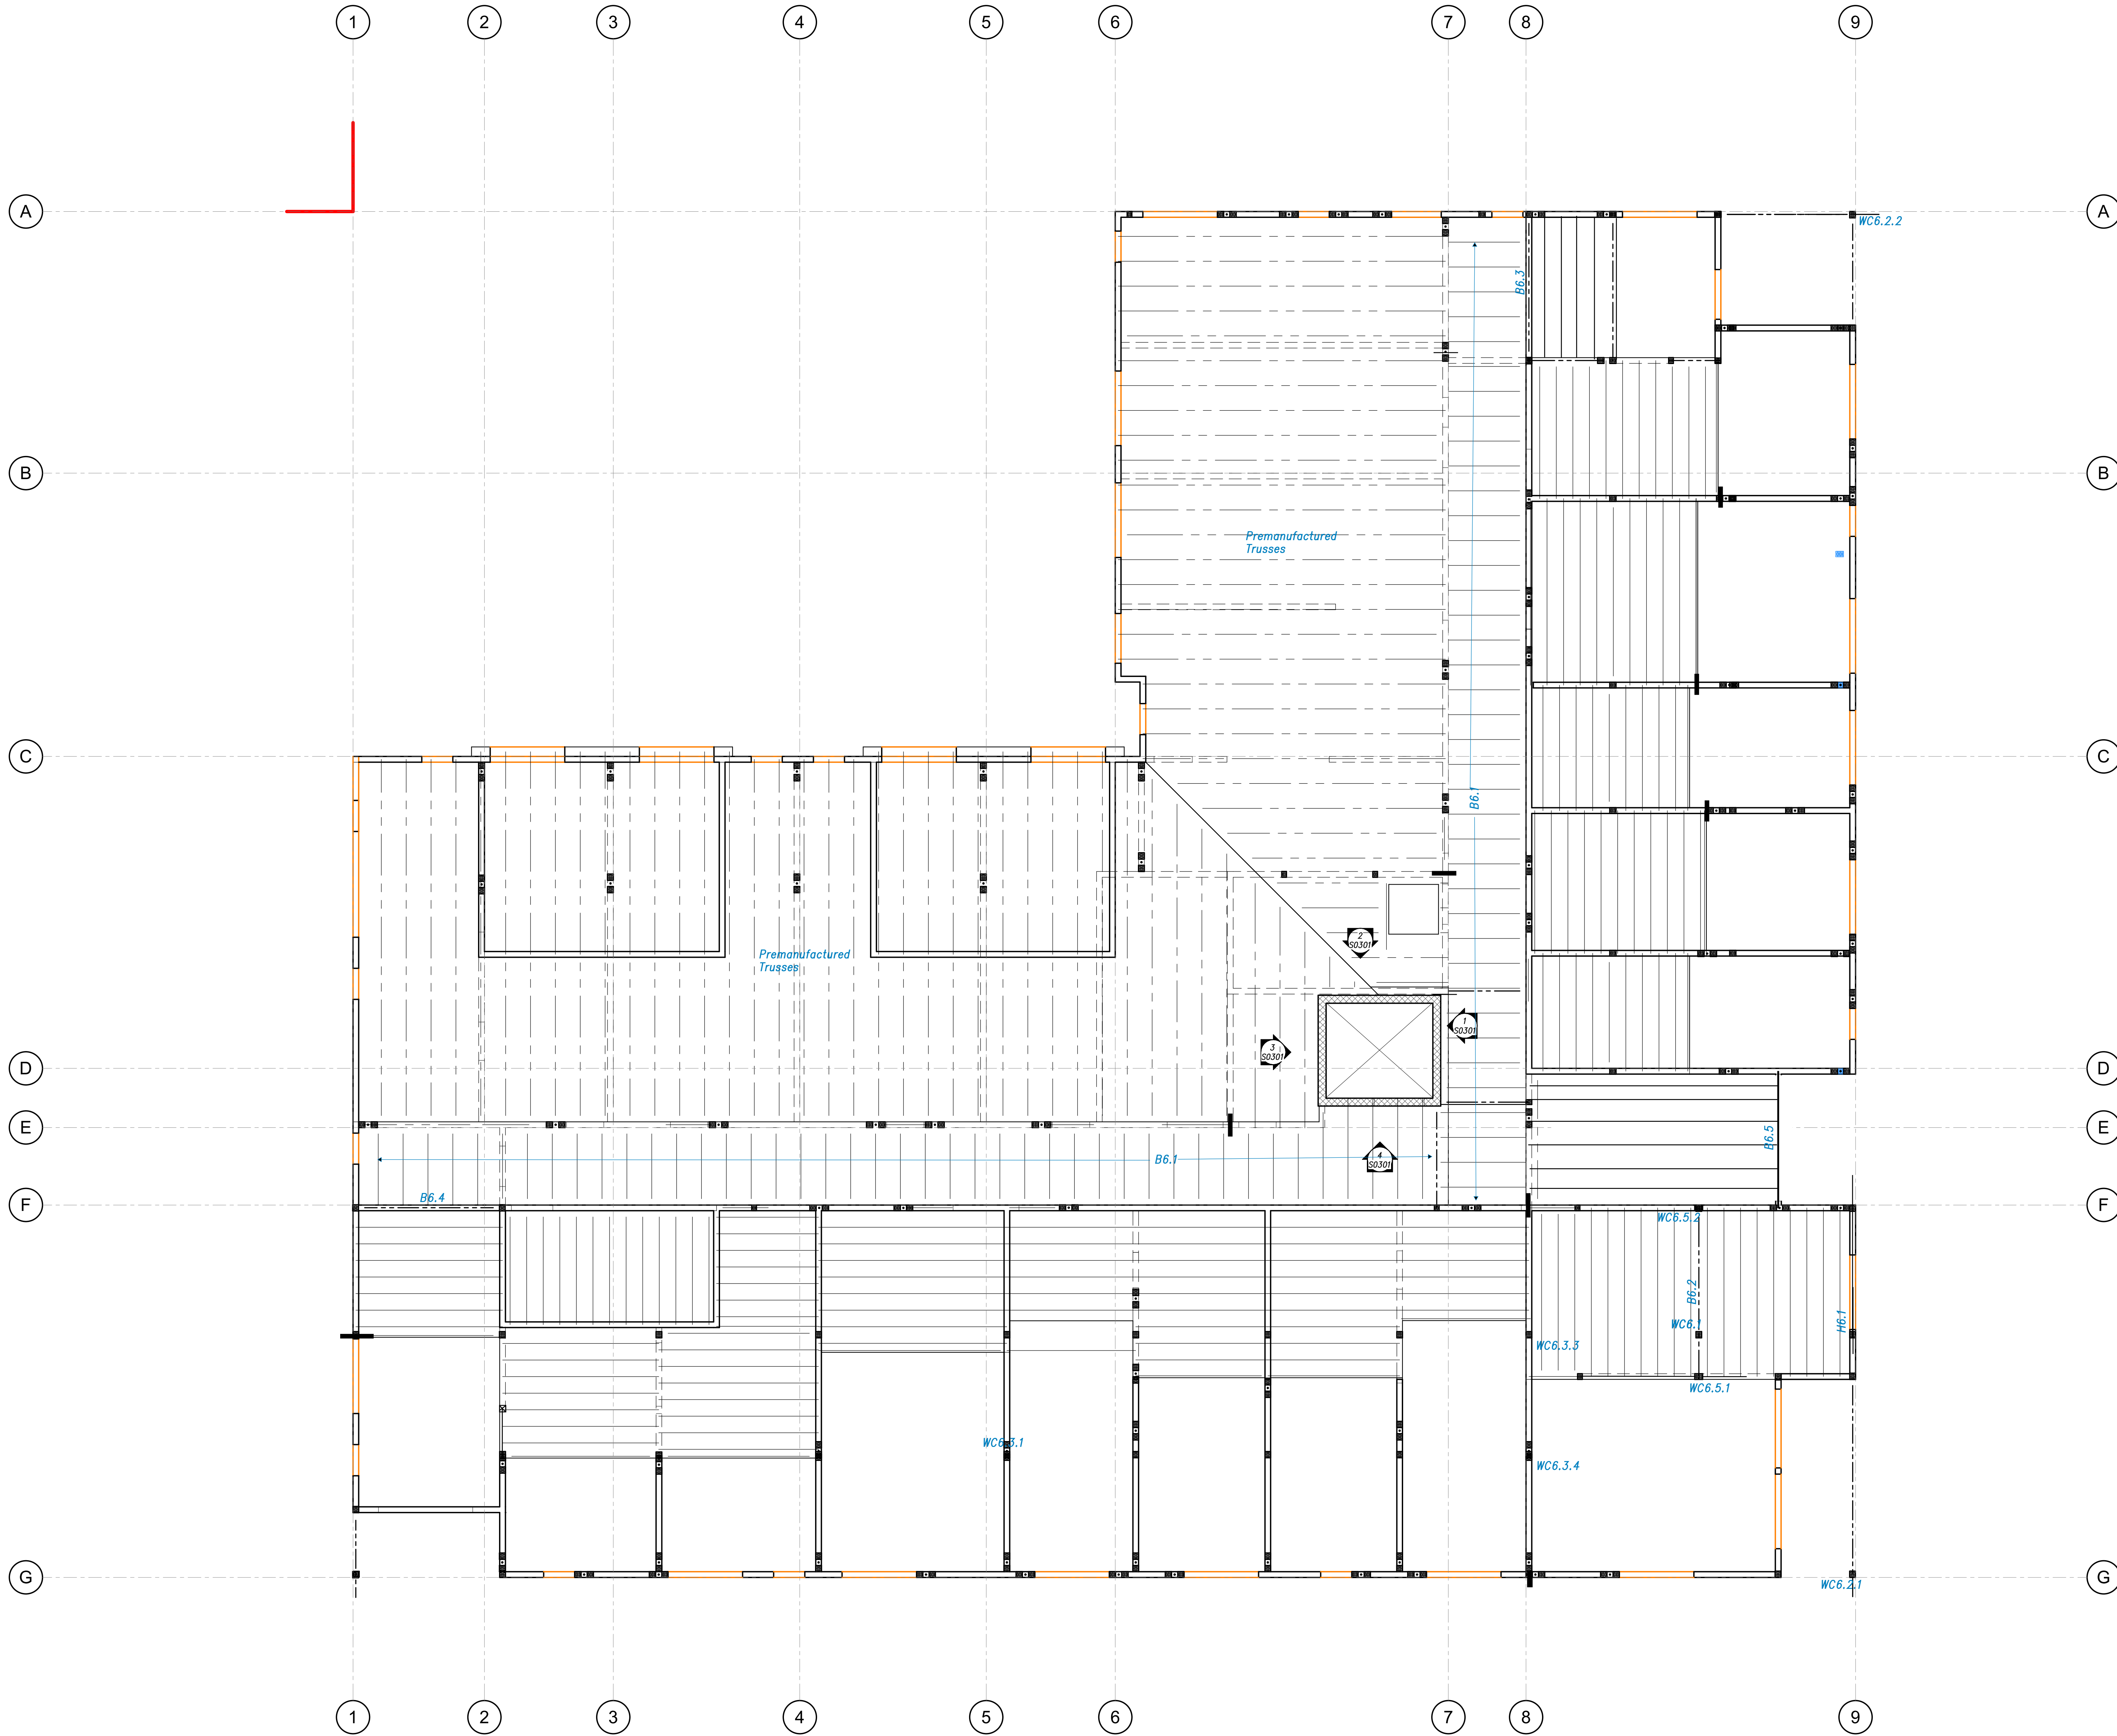 1 2 3 4 5 6 7 8 9
A A
WC6.2.2
B6.3
B B
Premanufactured
Trusses
C C
B6.1
2
S0301
Premanufactured
Trusses
1
S0301
3
S0301
D D
E E
B6.5
4
S0301
B6.1
B6.4
F F
WC6.5.2
B6.2
H6.1
WC6.1
WC6.3.3
WC6.5.1
WC6.3.1
WC6.3.4
G G
WC6.2.1
1 2 3 4 5 6 7 8 9